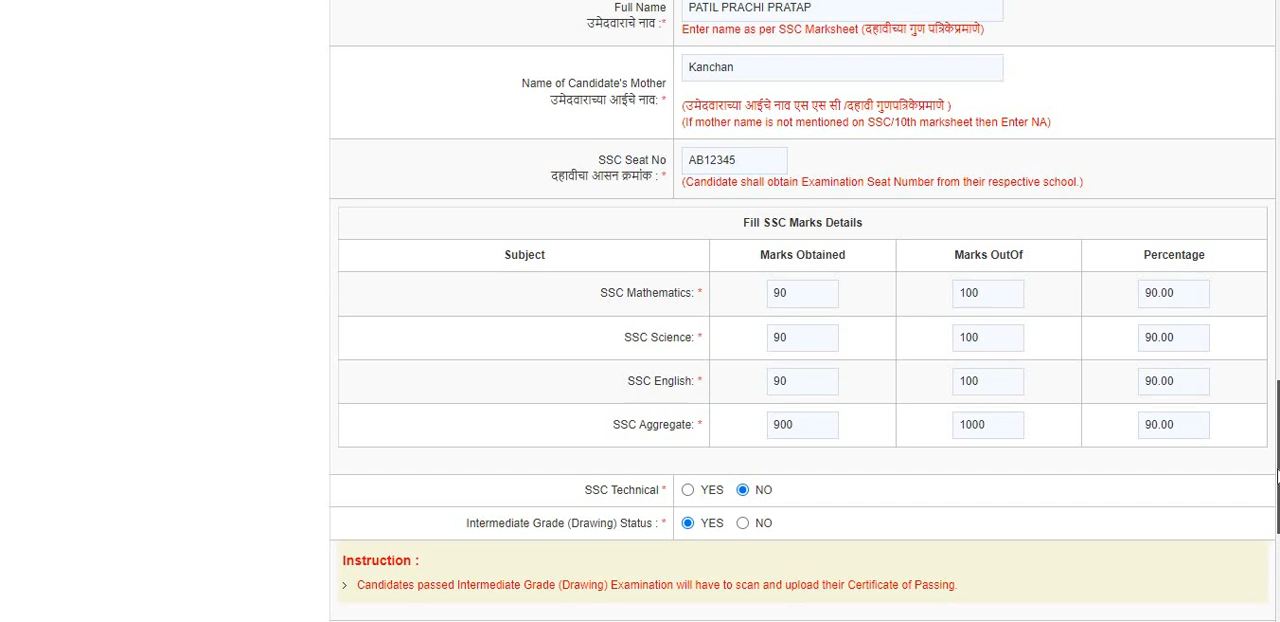 Full Name
उमेदवाराचे नाव :*
PATIL PRACHI PRATAP
Enter name as per SSC Marksheet (दहावीच्या गुण पत्रिकेप्रमाणे)
Name of Candidate's Mother
उमेदवाराच्या आईचे नाव: *
Kanchan
(उमेदवाराच्या आईचे नाव एस एस सी /दहावी गुणपत्रिकेप्रमाणे )
(If mother name is not mentioned on SSC/10th marksheet then Enter NA)
SSC Seat No
दहावीचा आसन क्रमांक : *
AB12345
(Candidate shall obtain Examination Seat Number from their respective school.)
Fill SSC Marks Details
Subject Marks Obtained Marks OutOf Percentage
SSC Mathematics: * 90 100 90.00
SSC Science: * 90 100 90.00
SSC English: * 90 100 90.00
SSC Aggregate: * 900 1000 90.00
SSC Technical * YES NO
Intermediate Grade (Drawing) Status : * YES NO
Instruction :
> Candidates passed Intermediate Grade (Drawing) Examination will have to scan and upload their Certificate of Passing.